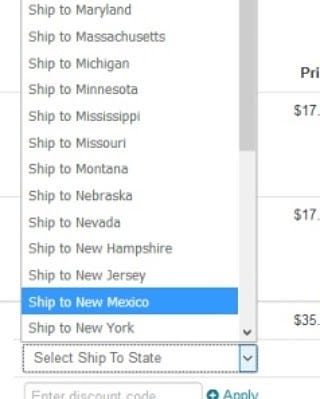 Ship to Maryland
Ship to Massachusetts
Ship to Michigan
Pri
Ship to Minnesota
Ship to Mississippi
$17.
Ship to Missouri
Ship to Montana
Ship to Nebraska
Ship to Nevada
$17.
Ship to New Hampshire
Ship to New Jersey
Ship to New Mexico
Ship to New York
$35.
Select Ship To State
Enter discount code
Apply